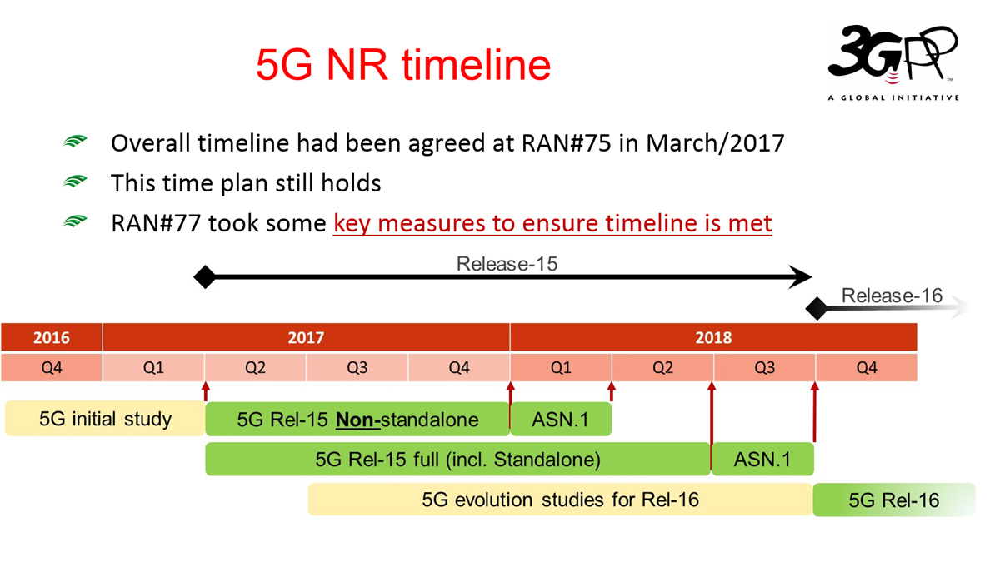 5G NR timeline
3GPP
TM
A GLOBAL INITIATIVE
Overall timeline had been agreed at RAN#75 in March/2017
This time plan still holds
RAN#77 took some key measures to ensure timeline is met
Release-15
Release-16
2016 2017 2018
Q4 Q1 Q2 Q3 Q4 Q1 Q2 Q3 Q4
5G initial study 5G Rel-15 Non-standalone ASN.1
5G Rel-15 full (incl. Standalone) ASN.1
5G evolution studies for Rel-16 5G Rel-16